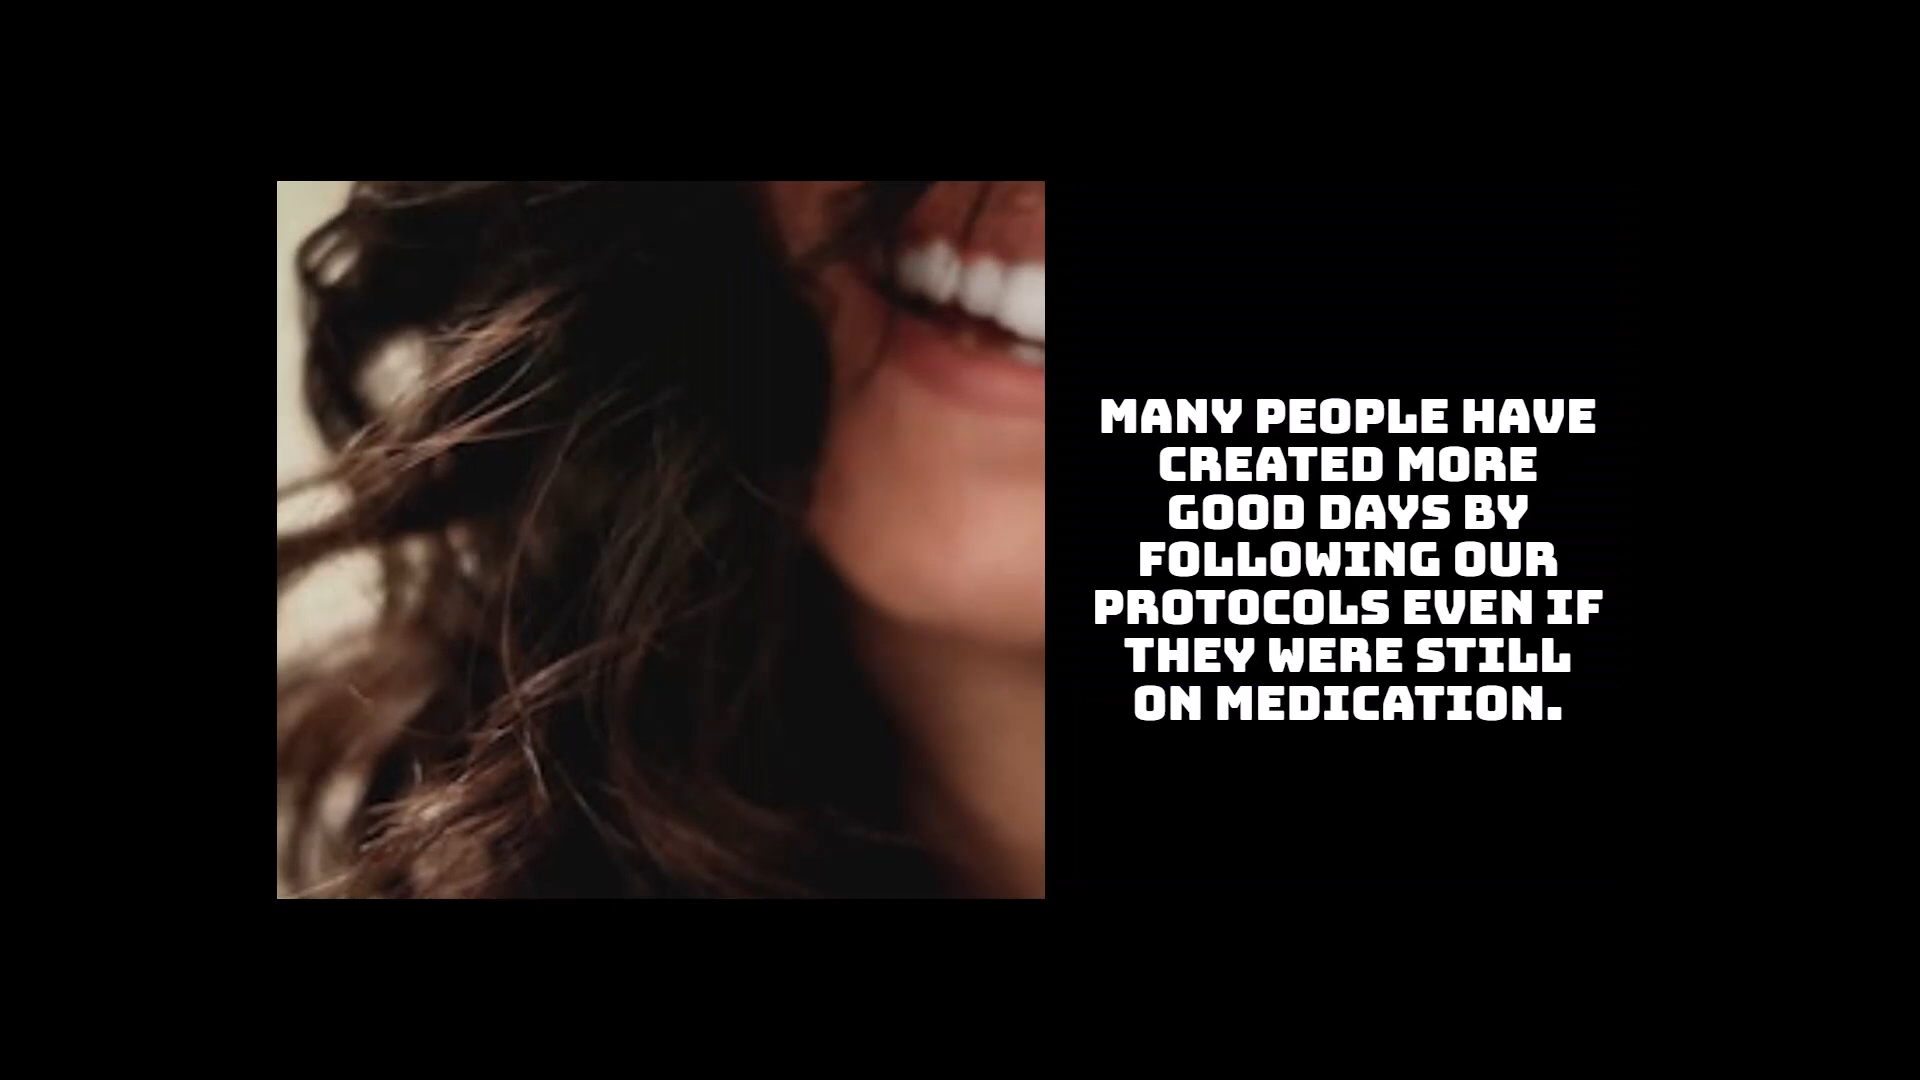 MANY PEOPLE HAVE
CREATED MORE
GOOD DAYS BY
FOLLOWING OUR
PROTOCOLS EVEN IF
THEY WERE STILL
ON MEDICATION.